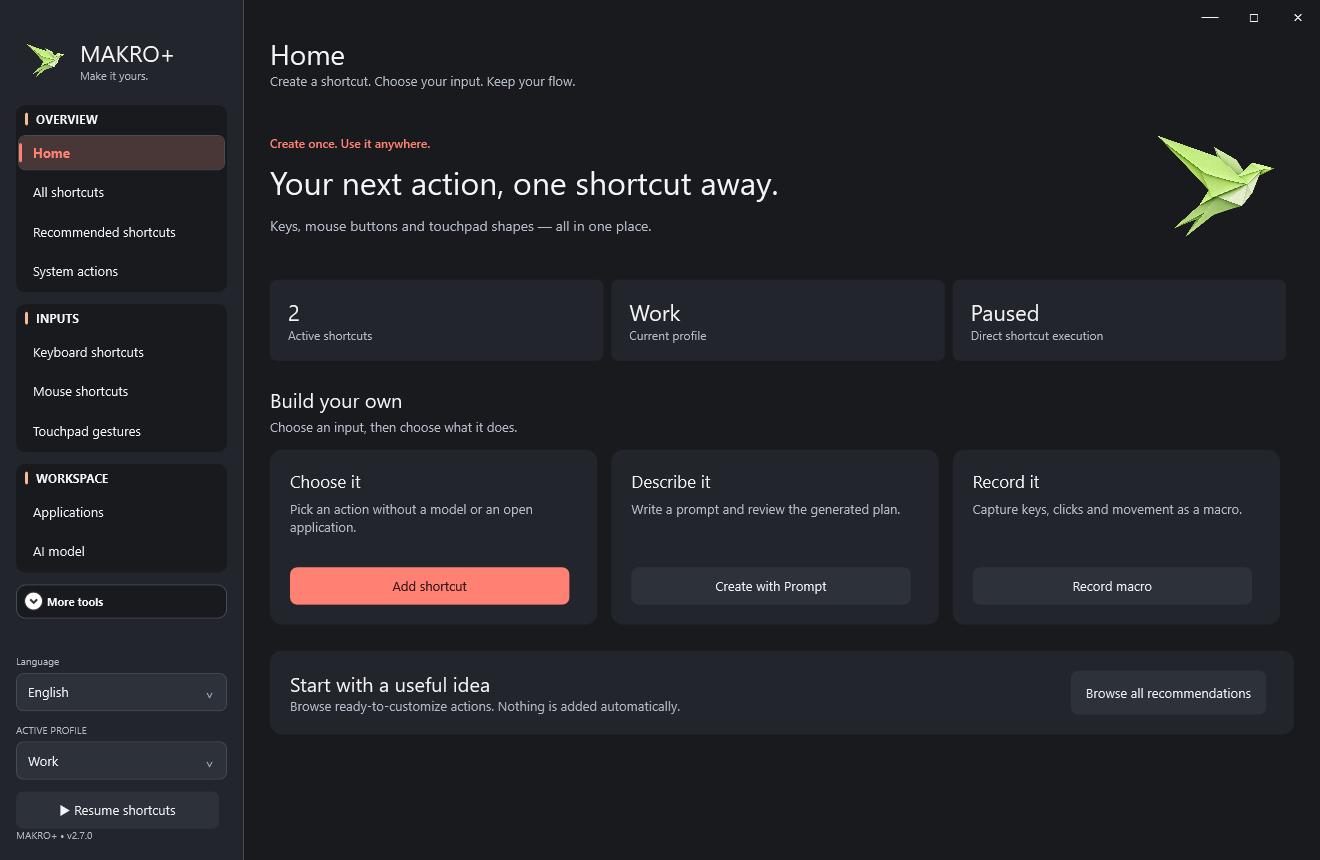 MAKRO+
Make it yours.
OVERVIEW
Home
All shortcuts
Recommended shortcuts
System actions
INPUTS
Keyboard shortcuts
Mouse shortcuts
Touchpad gestures
WORKSPACE
Applications
AI model
More tools
Language
English
ACTIVE PROFILE
Work
Resume shortcuts
MAKRO+ • v2.7.0
Home
Create a shortcut. Choose your input. Keep your flow.
Create once. Use it anywhere.
Your next action, one shortcut away.
Keys, mouse buttons and touchpad shapes — all in one place.
2
Active shortcuts
Work
Current profile
Paused
Direct shortcut execution
Build your own
Choose an input, then choose what it does.
Choose it
Pick an action without a model or an open
application.
Add shortcut
Describe it
Write a prompt and review the generated plan.
Create with Prompt
Record it
Capture keys, clicks and movement as a macro.
Record macro
Start with a useful idea
Browse ready-to-customize actions. Nothing is added automatically.
Browse all recommendations